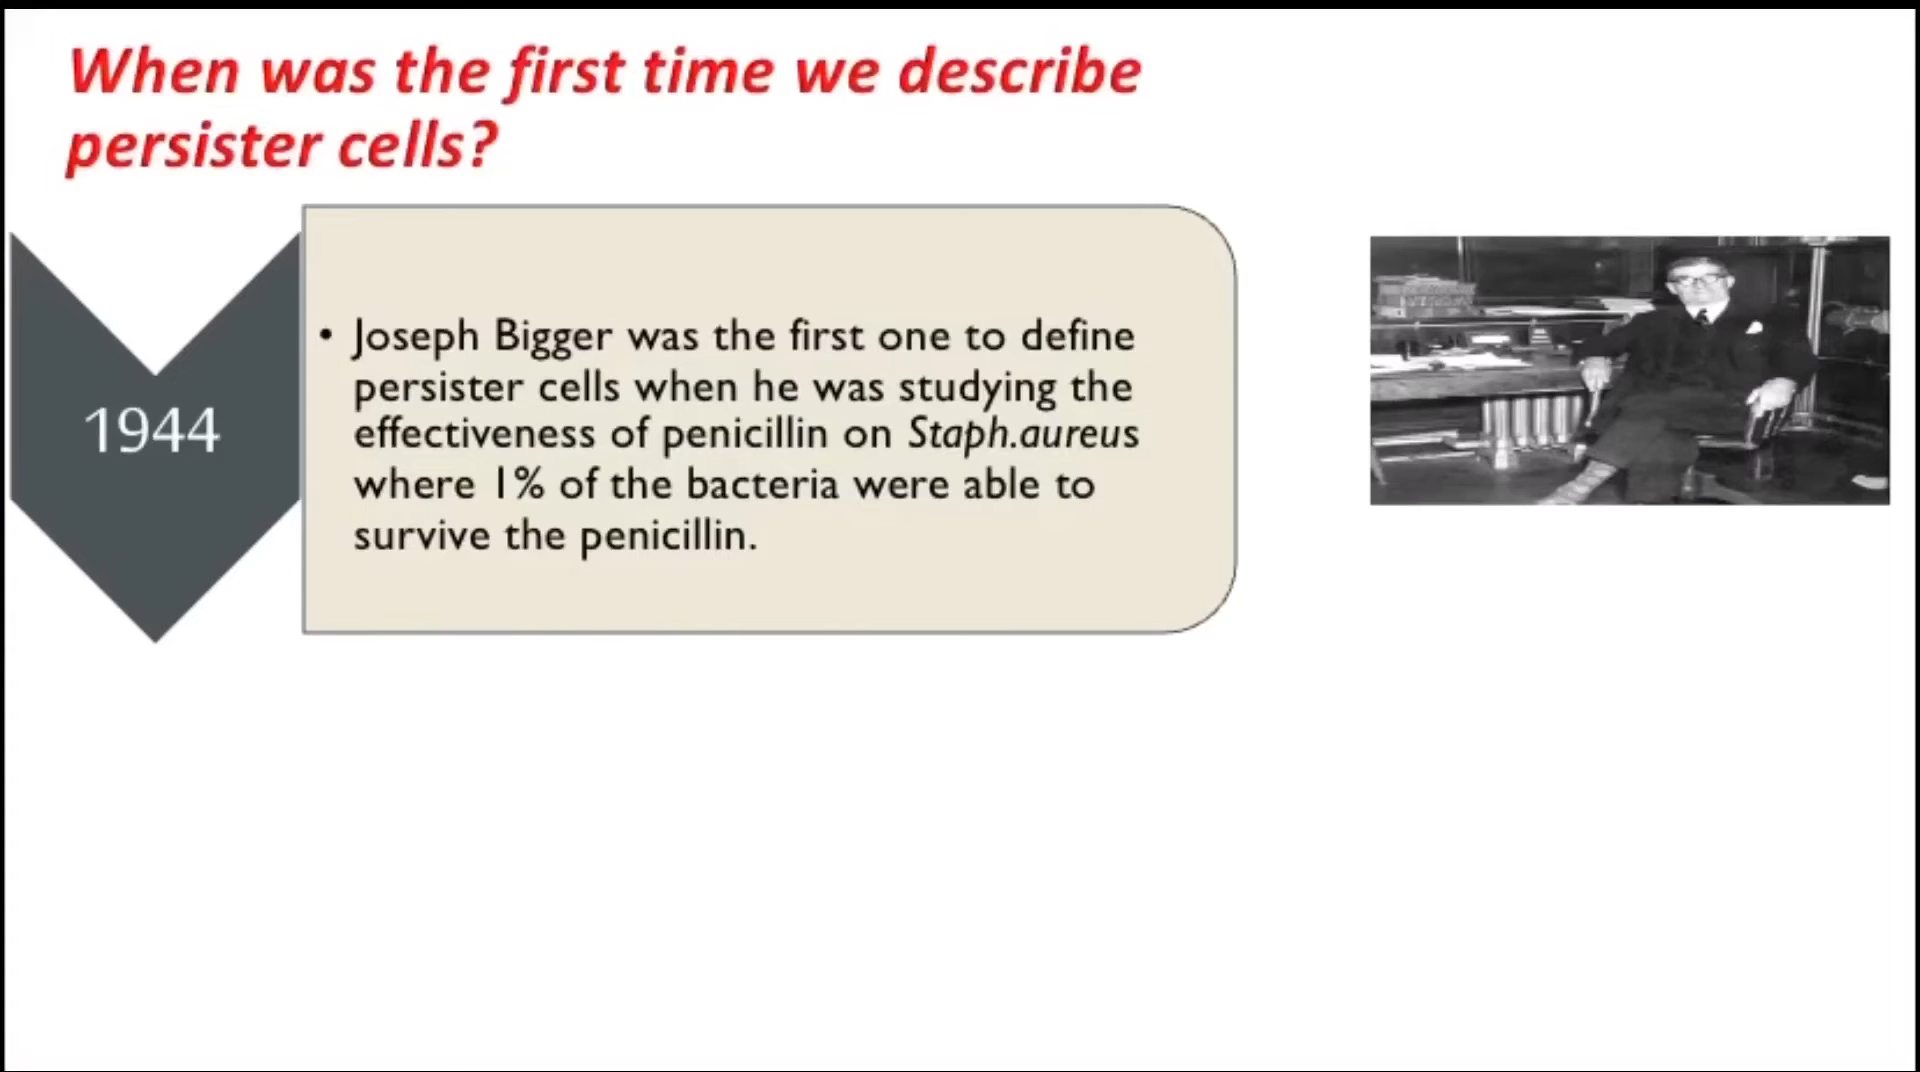 When was the first time we describe
persister cells?
1944
• Joseph Bigger was the first one to define
persister cells when he was studying the
effectiveness of penicillin on Staph.aureus
where 1% of the bacteria were able to
survive the penicillin.